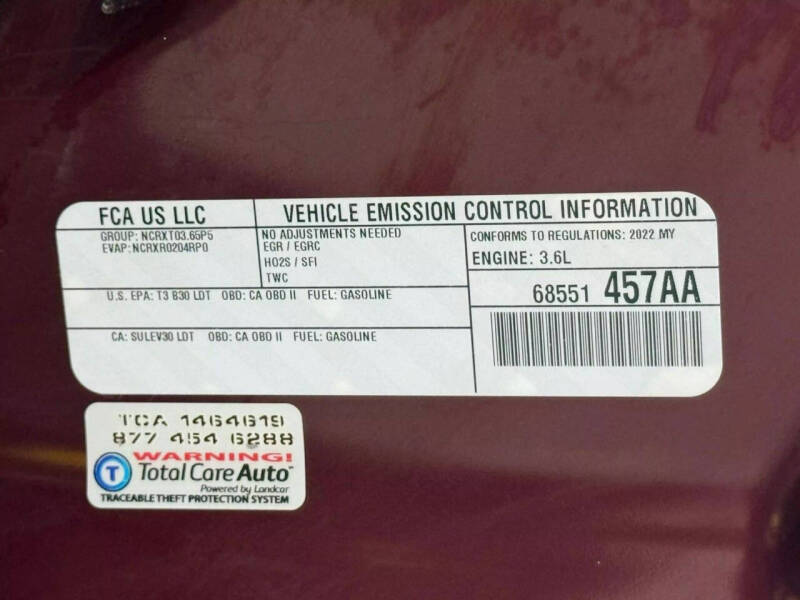 FCA US LLC
VEHICLE EMISSION CONTROL INFORMATION
GROUP: NCRXT03.65P5
EVAP: NCRXR0204RP0
NO ADJUSTMENTS NEEDED
EGR / EGRC
HO2S / SFI
TWC
CONFORMS TO REGULATIONS: 2022 MY
ENGINE: 3.6L
68551 457AA
U.S. EPA: T3 B30 LDT OBD: CA OBD II FUEL: GASOLINE
CA: SULEV30 LDT OBD: CA OBD II FUEL: GASOLINE
TCA 1464619
877 454 6288
WARNING!
T Total Care Auto
Powered by Landcar
TRACEABLE THEFT PROTECTION SYSTEM